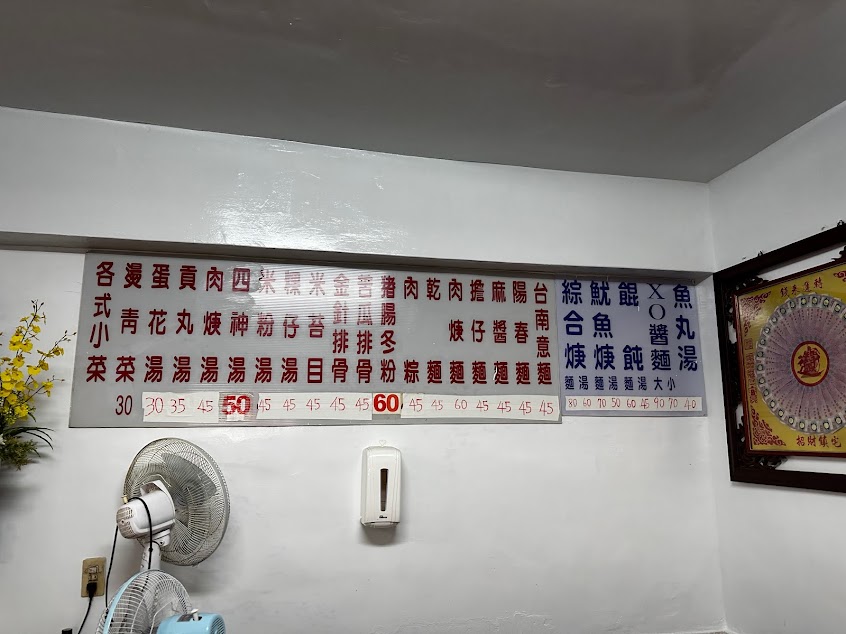 魚丸湯 40
XO醬麵 大 小 90 70
餛飩 麵 湯 60 45
魷魚焿 麵 湯 70 50
綜合焿 麵 湯 80 60
台南意麵 45
陽春麵 45
麻醬麵 45
擔仔麵 45
肉焿麵 60
乾麵 45
肉粽 45
豬腸冬粉 60
苦瓜排骨 45
金針排骨 45
米苔目 45
粿仔湯 45
米粉湯 45
四神湯 50
肉焿湯 45
貢丸湯 35
蛋花湯 30
燙青菜 30
各式小菜
招財鎮宅